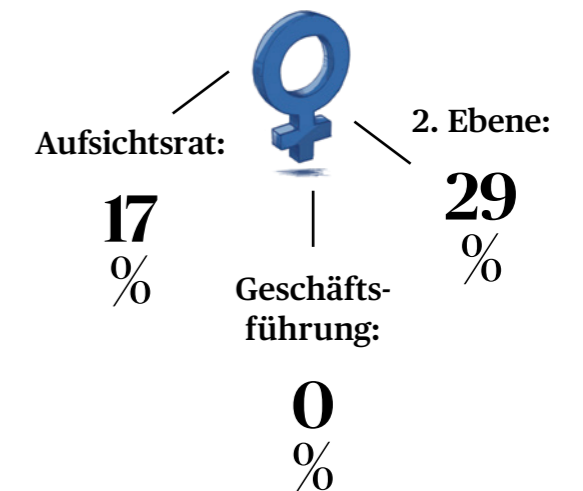 Aufsichtsrat:
17
%
2. Ebene:
29
%
Geschäfts-
führung:
0
%